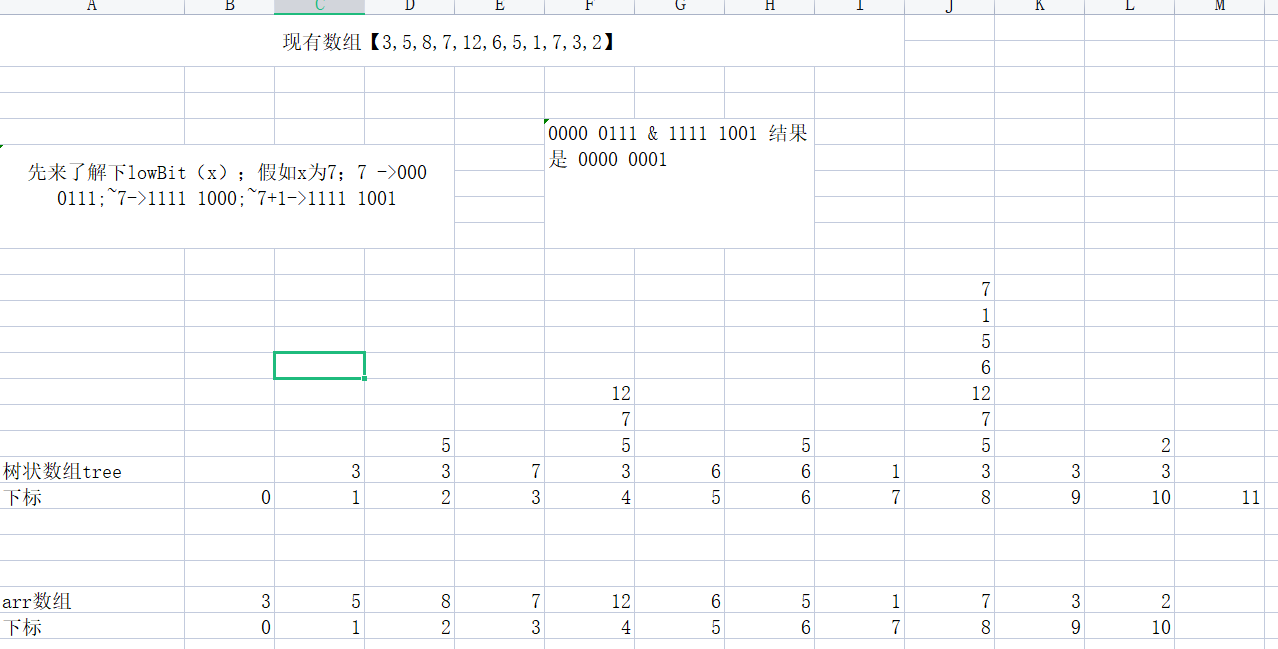 A B C D E F G H I J K L M
现有数组【3,5,8,7,12,6,5,1,7,3,2】
0000 0111 & 1111 1001 结果
是 0000 0001
先来了解下lowBit（x）；假如x为7；7 ->000
0111;~7->1111 1000;~7+1->1111 1001
7
1
5
6
12 12
7 7
5 5 5 5 2
树状数组tree 3 3 7 3 6 6 1 3 3 3
下标 0 1 2 3 4 5 6 7 8 9 10 11
arr数组 3 5 8 7 12 6 5 1 7 3 2
下标 0 1 2 3 4 5 6 7 8 9 10